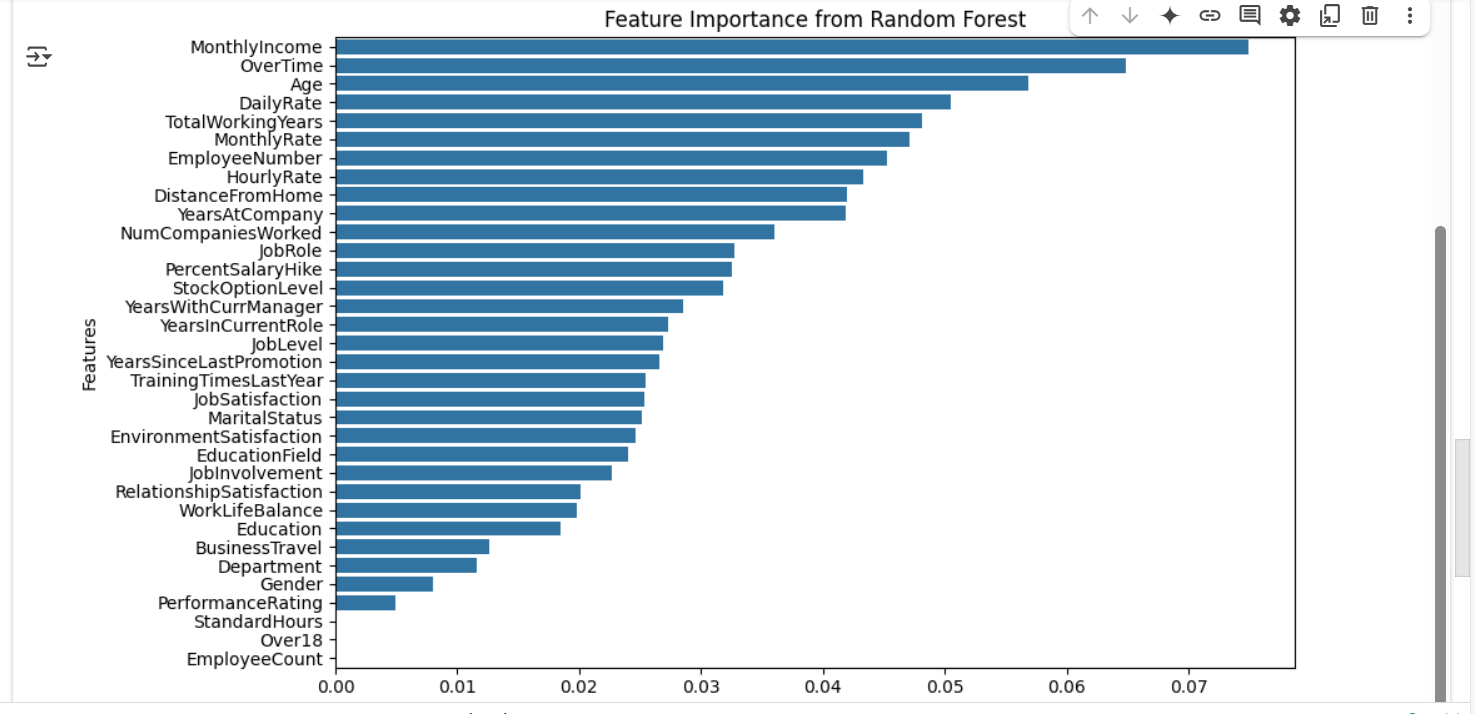 Feature Importance from Random Forest
MonthlyIncome
OverTime
Age
DailyRate
TotalWorkingYears
MonthlyRate
EmployeeNumber
HourlyRate
DistanceFromHome
YearsAtCompany
NumCompaniesWorked
JobRole
PercentSalaryHike
StockOptionLevel
YearsWithCurrManager
YearsInCurrentRole
JobLevel
YearsSinceLastPromotion
TrainingTimesLastYear
JobSatisfaction
MaritalStatus
EnvironmentSatisfaction
EducationField
JobInvolvement
RelationshipSatisfaction
WorkLifeBalance
Education
BusinessTravel
Department
Gender
PerformanceRating
StandardHours
Over18
EmployeeCount
Features
0.00 0.01 0.02 0.03 0.04 0.05 0.06 0.07